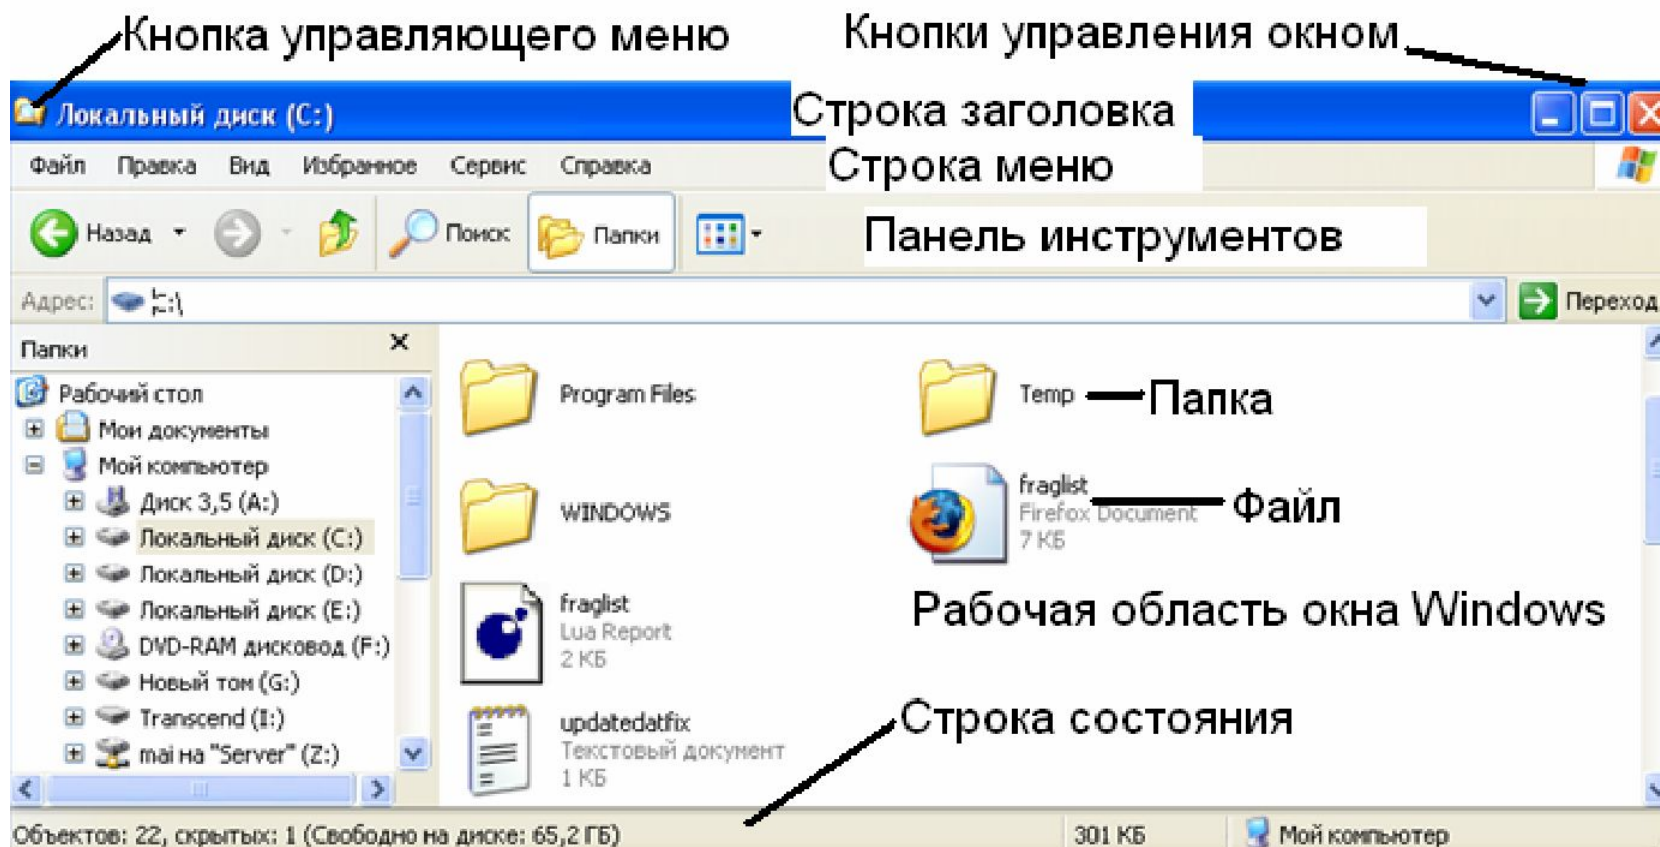 Кнопка управляющего меню
Кнопки управления окном
Локальный диск (C:)
Строка заголовка
Файл Правка Вид Избранное Сервис Справка
Строка меню
Назад Поиск Папки
Панель инструментов
Адрес: C:\ Переход
Папки
Рабочий стол
Мои документы
Мой компьютер
Диск 3,5 (A:)
Локальный диск (C:)
Локальный диск (D:)
Локальный диск (E:)
DVD-RAM дисковод (F:)
Новый том (G:)
Transcend (I:)
mai на "Server" (Z:)
Program Files
Temp
Папка
WINDOWS
fraglist
Firefox Document
7 КБ
Файл
fraglist
Lua Report
2 КБ
Рабочая область окна Windows
updatedatfix
Текстовый документ
1 КБ
Строка состояния
Объектов: 22, скрытых: 1 (Свободно на диске: 65,2 ГБ) 301 КБ Мой компьютер